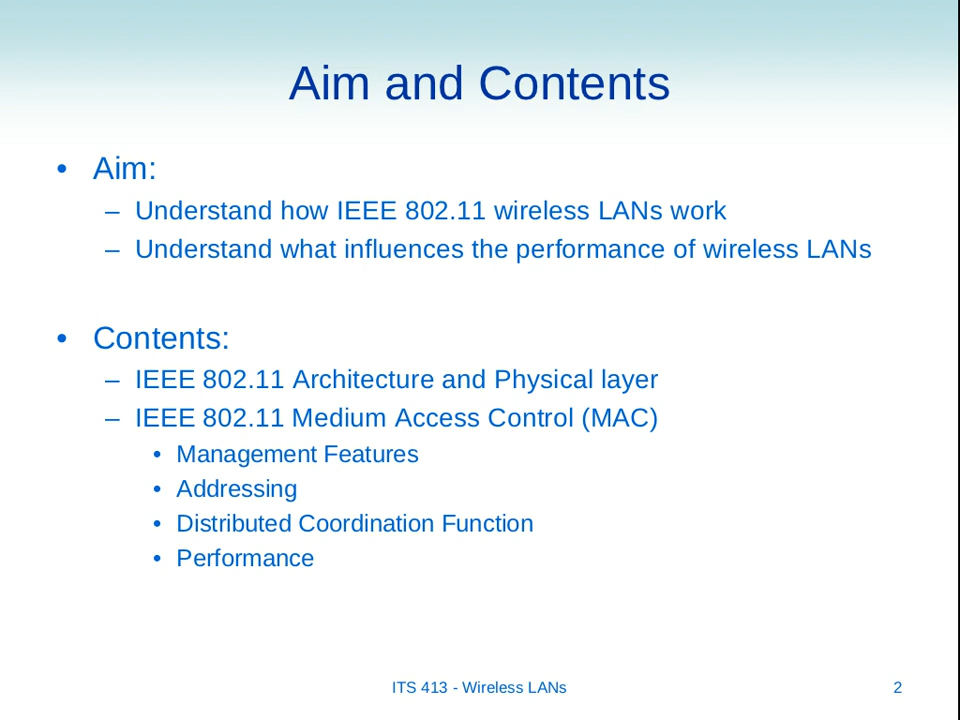 Aim and Contents
• Aim:
– Understand how IEEE 802.11 wireless LANs work
– Understand what influences the performance of wireless LANs
• Contents:
– IEEE 802.11 Architecture and Physical layer
– IEEE 802.11 Medium Access Control (MAC)
• Management Features
• Addressing
• Distributed Coordination Function
• Performance
ITS 413 - Wireless LANs 2